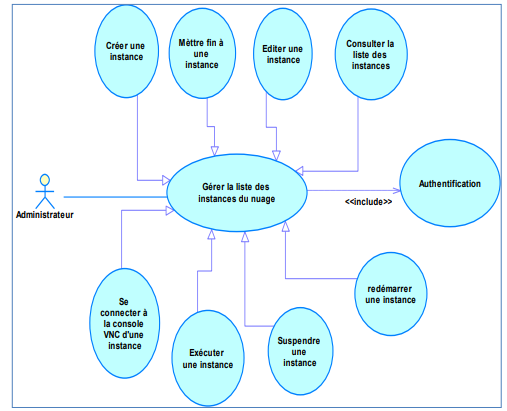 Créer une
instance
Mèttre fin à
une
instance
Editer une
instance
Consulter la
liste des
instances
Gérer la liste des
instances du nuage
Authentification
<<include>>
Administrateur
Se
connecter à
la console
VNC d'une
instance
Exécuter
une instance
Suspendre
une
instance
redémarrer
une instance